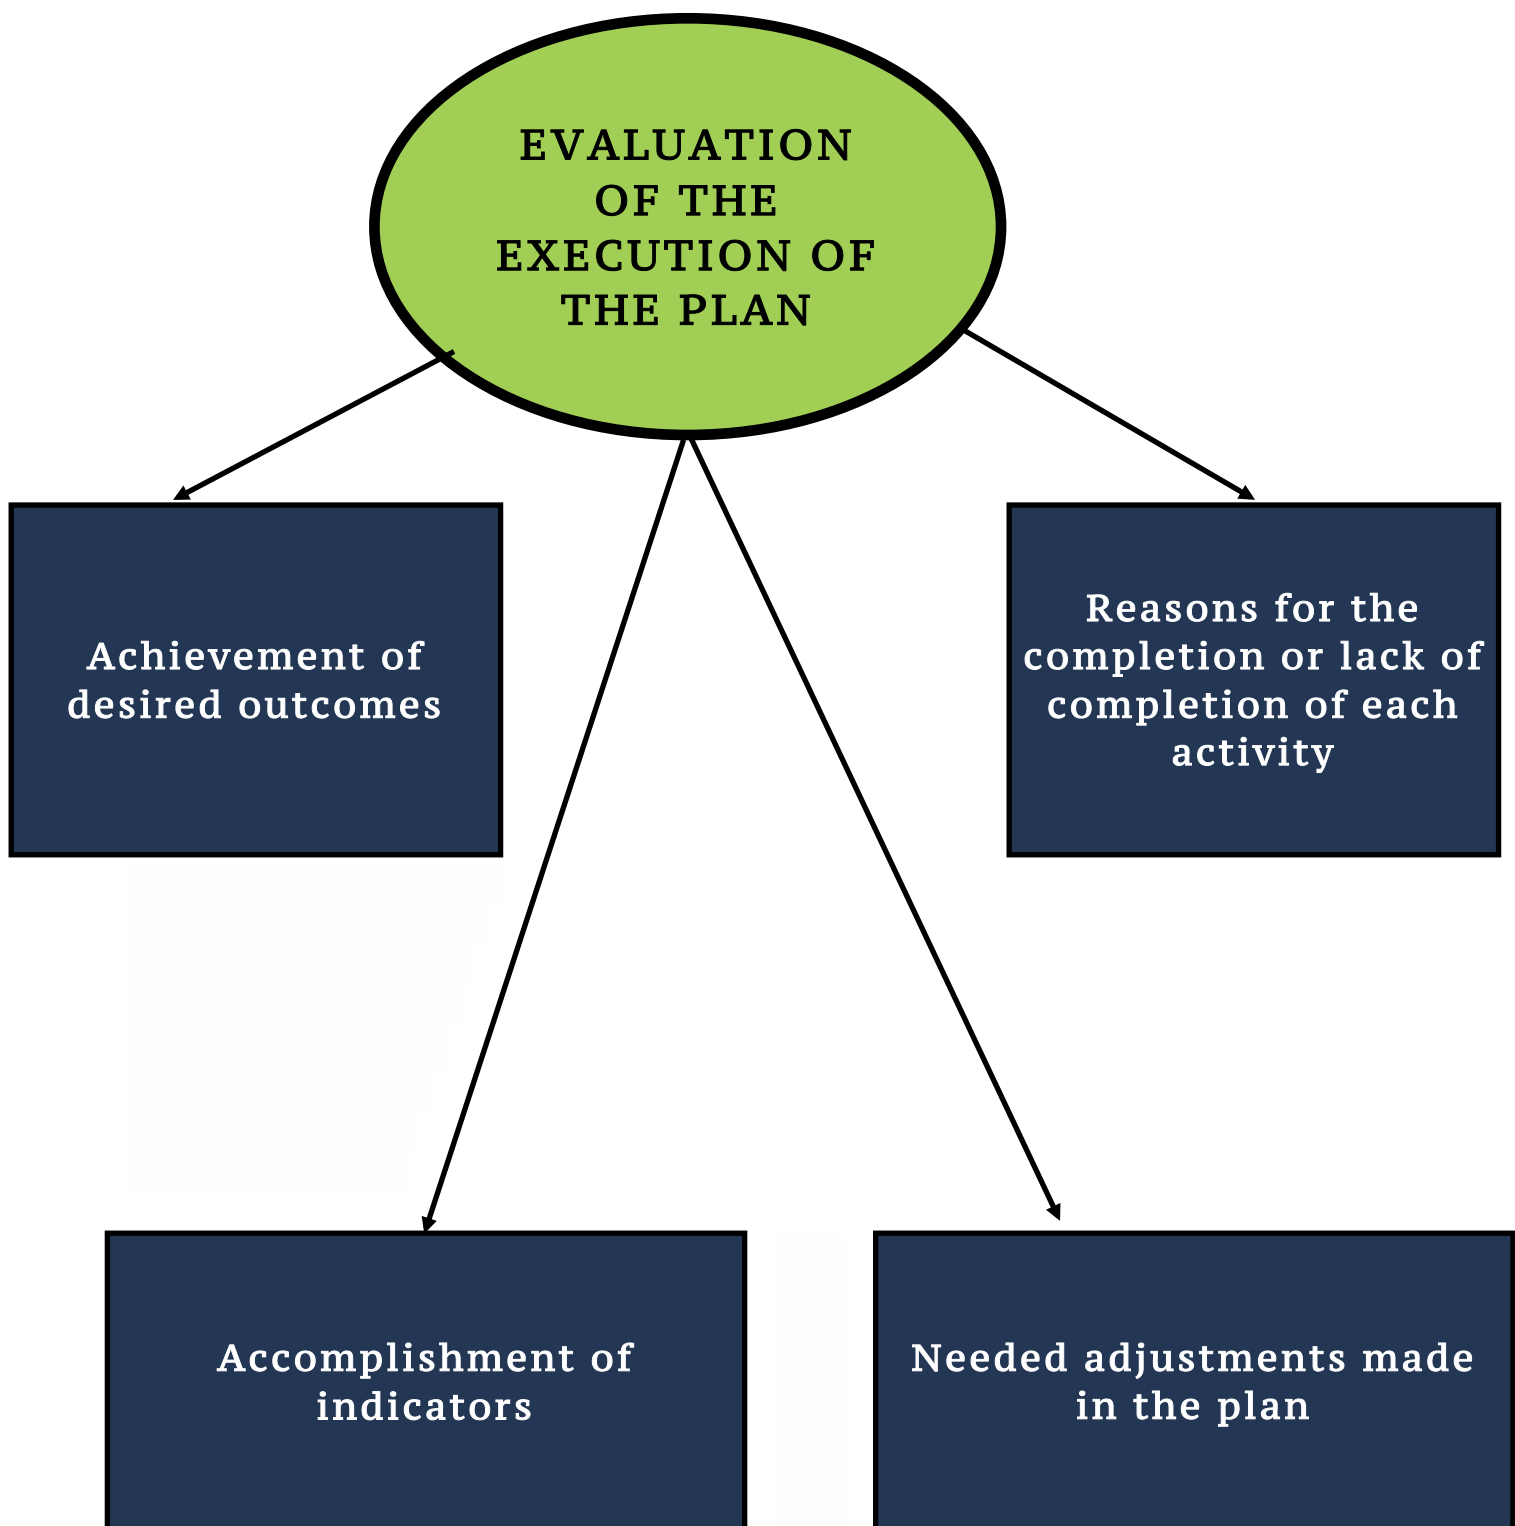 EVALUATION
OF THE
EXECUTION OF
THE PLAN
Achievement of
desired outcomes
Reasons for the
completion or lack of
completion of each
activity
Accomplishment of
indicators
Needed adjustments made
in the plan